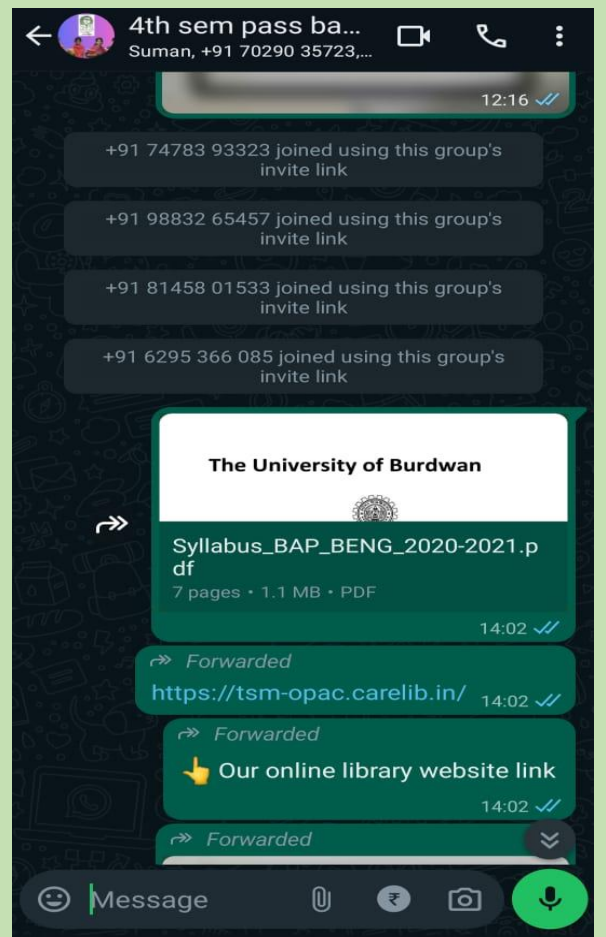 4th sem pass ba...
Suman, +91 70290 35723,...
12:16
+91 74783 93323 joined using this group's
invite link
+91 98832 65457 joined using this group's
invite link
+91 81458 01533 joined using this group's
invite link
+91 6295 366 085 joined using this group's
invite link
The University of Burdwan
Syllabus_BAP_BENG_2020-2021.p
df
7 pages • 1.1 MB • PDF
14:02
Forwarded
https://tsm-opac.carelib.in/ 14:02
Forwarded
👆 Our online library website link
14:02
Forwarded
Message ₹